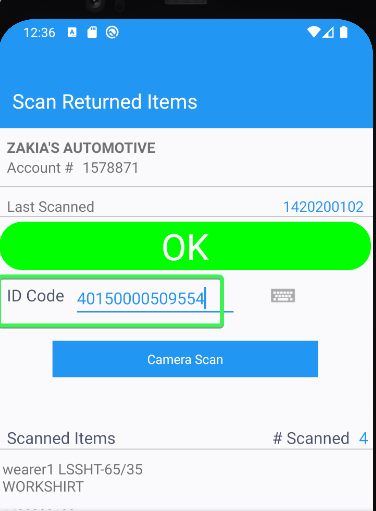 12:36
Scan Returned Items
ZAKIA'S AUTOMOTIVE
Account # 1578871
Last Scanned 1420200102
OK
ID Code 40150000509554
Camera Scan
Scanned Items # Scanned 4
wearer1 LSSHT-65/35
WORKSHIRT